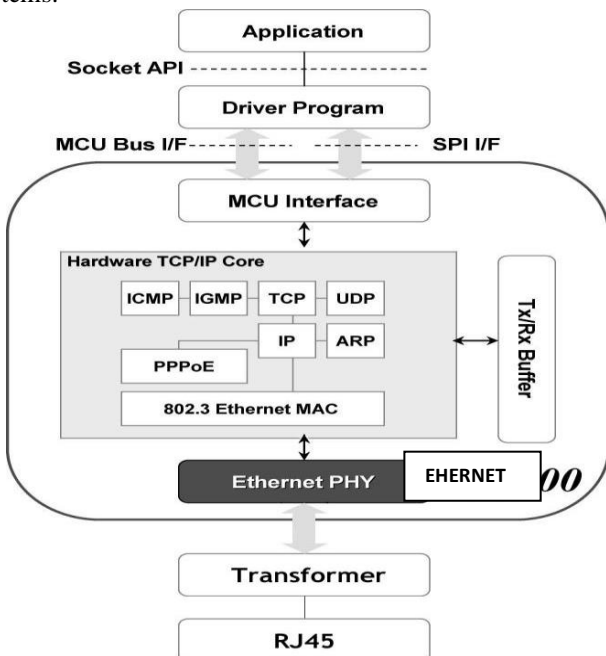 tems.
Application
Socket API
Driver Program
MCU Bus I/F
SPI I/F
MCU Interface
Hardware TCP/IP Core
ICMP IGMP TCP UDP
IP ARP
PPPoE
802.3 Ethernet MAC
Tx/Rx Buffer
Ethernet PHY
EHERNET
00
Transformer
RJ45